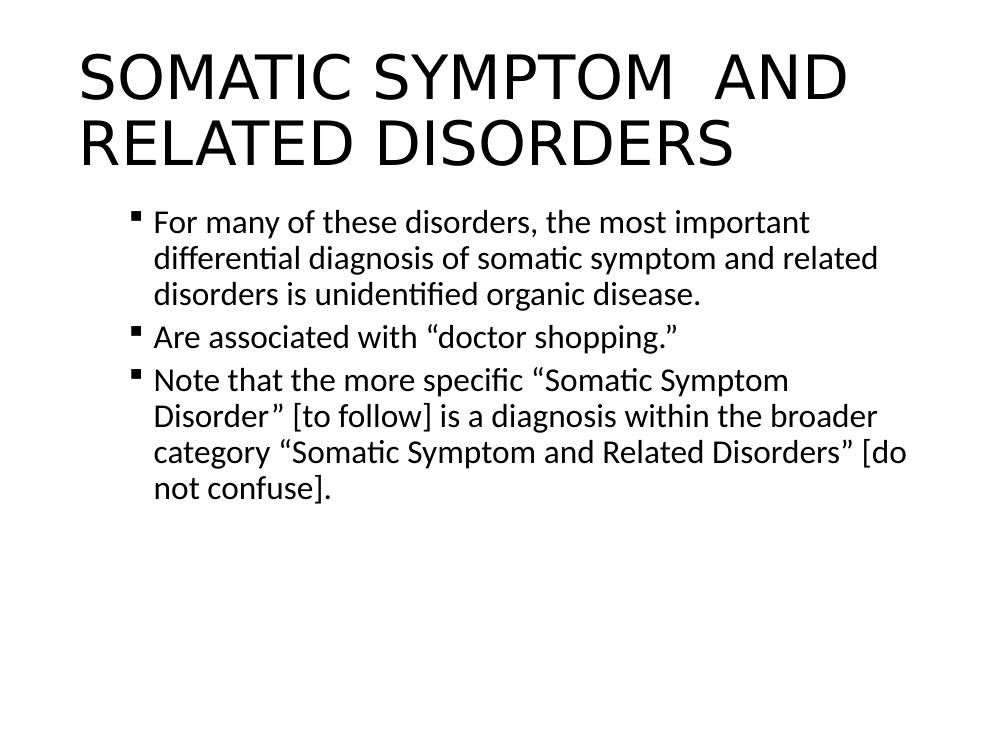 SOMATIC SYMPTOM  AND
RELATED DISORDERS
▪ For many of these disorders, the most important
differential diagnosis of somatic symptom and related
disorders is unidentified organic disease.
▪ Are associated with “doctor shopping.”
▪ Note that the more specific “Somatic Symptom
Disorder” [to follow] is a diagnosis within the broader
category “Somatic Symptom and Related Disorders” [do
not confuse].